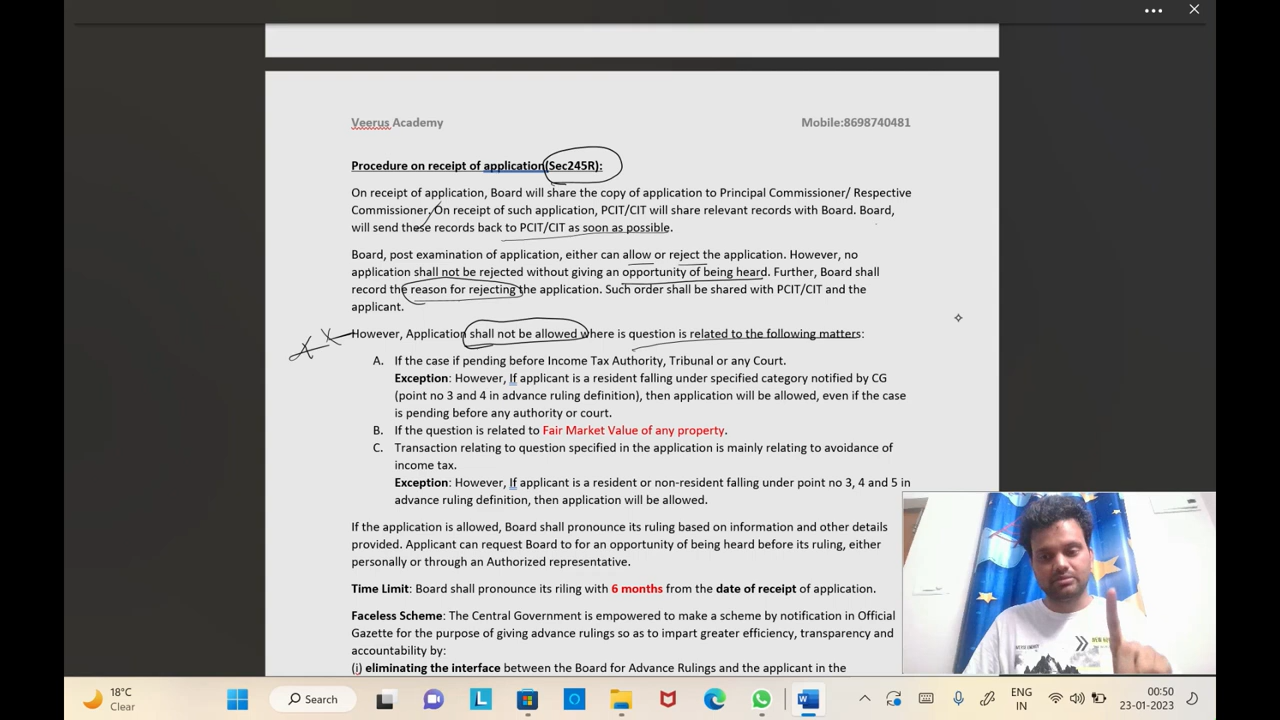 Veerus Academy Mobile:8698740481
Procedure on receipt of application(Sec245R):
On receipt of application, Board will share the copy of application to Principal Commissioner/ Respective
Commissioner. On receipt of such application, PCIT/CIT will share relevant records with Board. Board,
will send these records back to PCIT/CIT as soon as possible.
Board, post examination of application, either can allow or reject the application. However, no
application shall not be rejected without giving an opportunity of being heard. Further, Board shall
record the reason for rejecting the application. Such order shall be shared with PCIT/CIT and the
applicant.
However, Application shall not be allowed where is question is related to the following matters:
A. If the case if pending before Income Tax Authority, Tribunal or any Court.
Exception: However, If applicant is a resident falling under specified category notified by CG
(point no 3 and 4 in advance ruling definition), then application will be allowed, even if the case
is pending before any authority or court.
B. If the question is related to Fair Market Value of any property.
C. Transaction relating to question specified in the application is mainly relating to avoidance of
income tax.
Exception: However, If applicant is a resident or non-resident falling under point no 3, 4 and 5 in
advance ruling definition, then application will be allowed.
If the application is allowed, Board shall pronounce its ruling based on information and other details
provided. Applicant can request Board to for an opportunity of being heard before its ruling, either
personally or through an Authorized representative.
Time Limit: Board shall pronounce its riling with 6 months from the date of receipt of application.
Faceless Scheme: The Central Government is empowered to make a scheme by notification in Official
Gazette for the purpose of giving advance rulings so as to impart greater efficiency, transparency and
accountability by:
(i) eliminating the interface between the Board for Advance Rulings and the applicant in the
18°C
Clear
Search
ENG
IN
00:50
23-01-2023